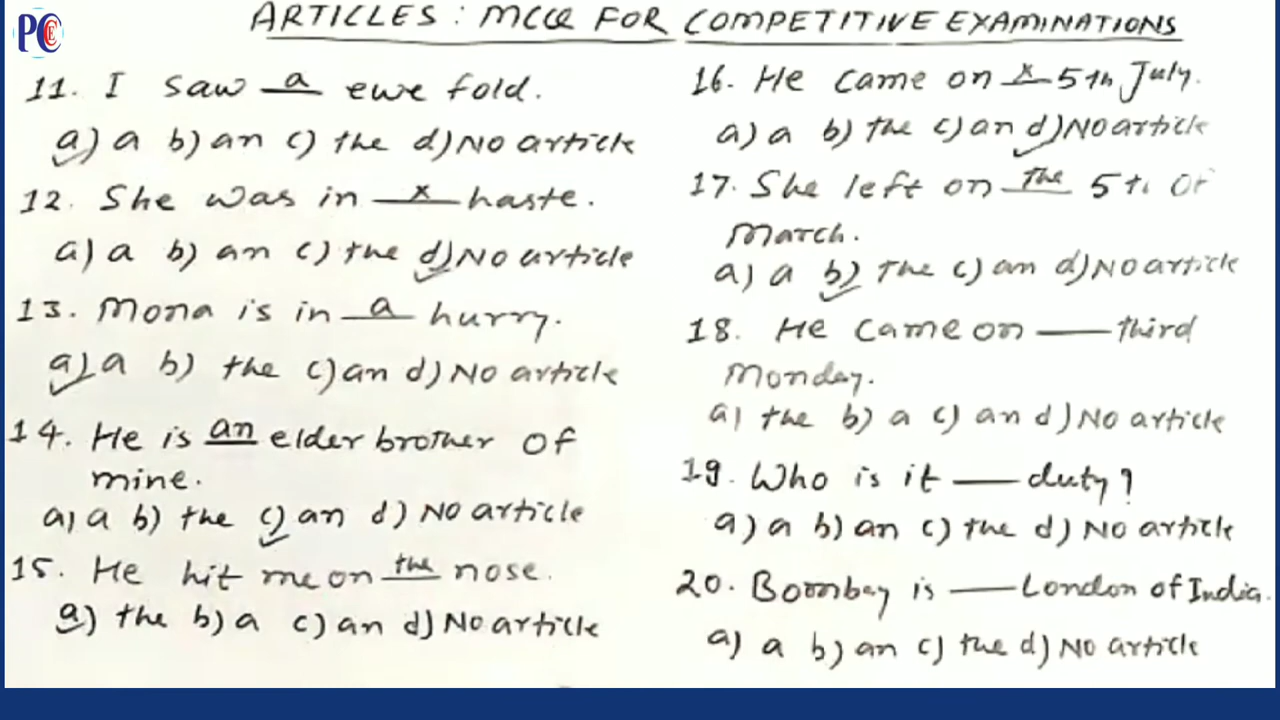 PCC
E
ARTICLES : MCQ FOR COMPETITIVE EXAMINATIONS
11. I saw a ewe fold.
a) a b) an c) the d) No article
12. She was in x haste.
a) a b) an c) the d) No article
13. Mona is in a hurry.
a) a b) the c) an d) No article
14. He is an elder brother of
mine.
a) a b) the c) an d) No article
15. He hit me on the nose.
a) the b) a c) an d) No article
16. He came on x 5th July.
a) a b) the c) an d) No article
17. She left on the 5th of
March.
a) a b) the c) an d) No article
18. He came on ___ third
Monday.
a) the b) a c) an d) No article
19. Who is it ___ duty?
a) a b) an c) the d) No article
20. Boombay is ___ London of India.
a) a b) an c) the d) No article